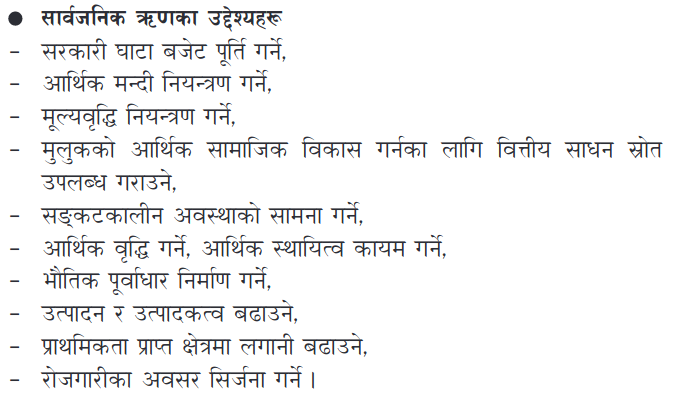 ● सार्वजनिक ऋणका उद्देश्यहरू
– सरकारी घाटा बजेट पूर्ति गर्ने,
– आर्थिक मन्दी नियन्त्रण गर्ने,
– मूल्यवृद्धि नियन्त्रण गर्ने,
– मुलुकको आर्थिक सामाजिक विकास गर्नका लागि वित्तीय साधन स्रोत
उपलब्ध गराउने,
– सङ्कटकालीन अवस्थाको सामना गर्ने,
– आर्थिक वृद्धि गर्ने, आर्थिक स्थायित्व कायम गर्ने,
– भौतिक पूर्वाधार निर्माण गर्ने,
– उत्पादन र उत्पादकत्व बढाउने,
– प्राथमिकता प्राप्त क्षेत्रमा लगानी बढाउने,
– रोजगारीका अवसर सिर्जना गर्ने ।